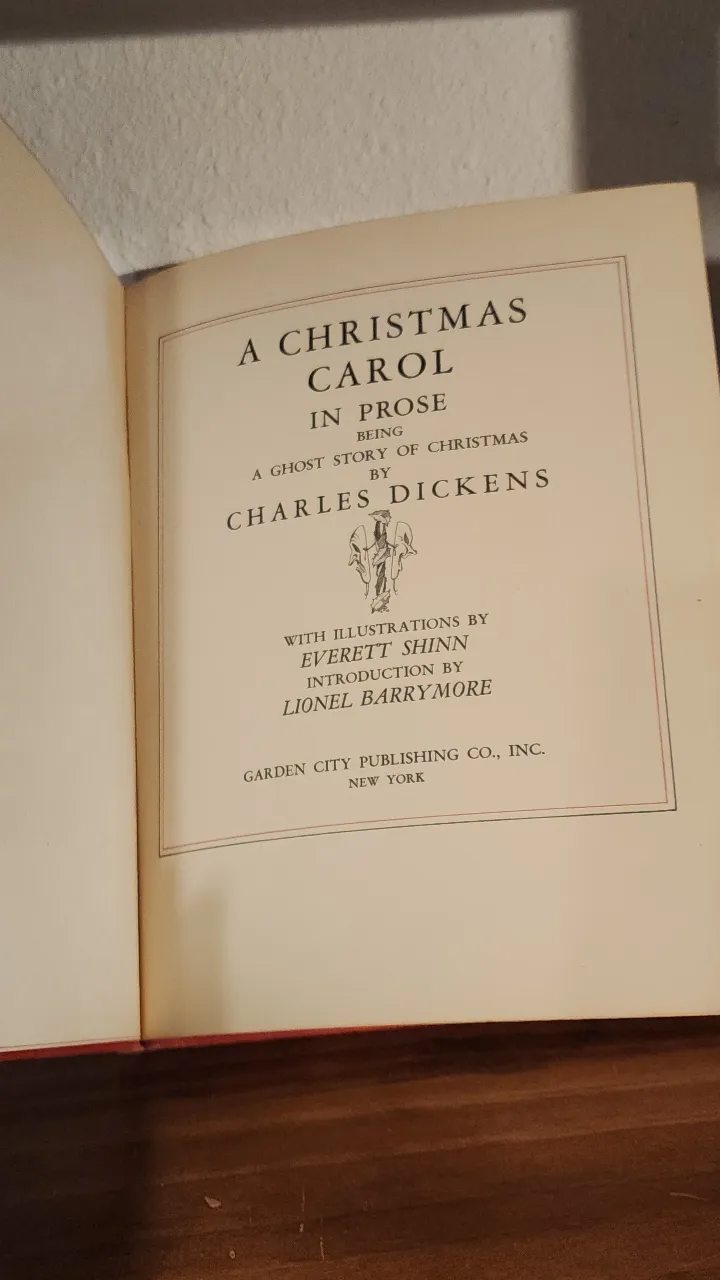 A CHRISTMAS
CAROL
IN PROSE
BEING
A GHOST STORY OF CHRISTMAS
BY
CHARLES DICKENS
WITH ILLUSTRATIONS BY
EVERETT SHINN
INTRODUCTION BY
LIONEL BARRYMORE
GARDEN CITY PUBLISHING CO., INC.
NEW YORK